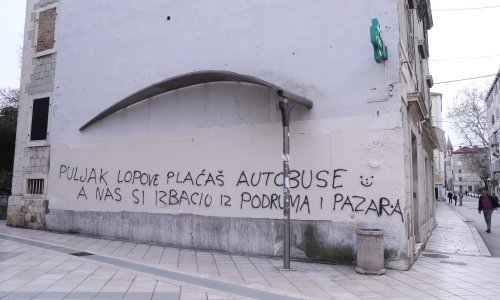 PULJAK LOPOVE PLAĆAŠ AUTOBUSE
A NAS SI IZBACIO IZ PODRUMA I PAZARA